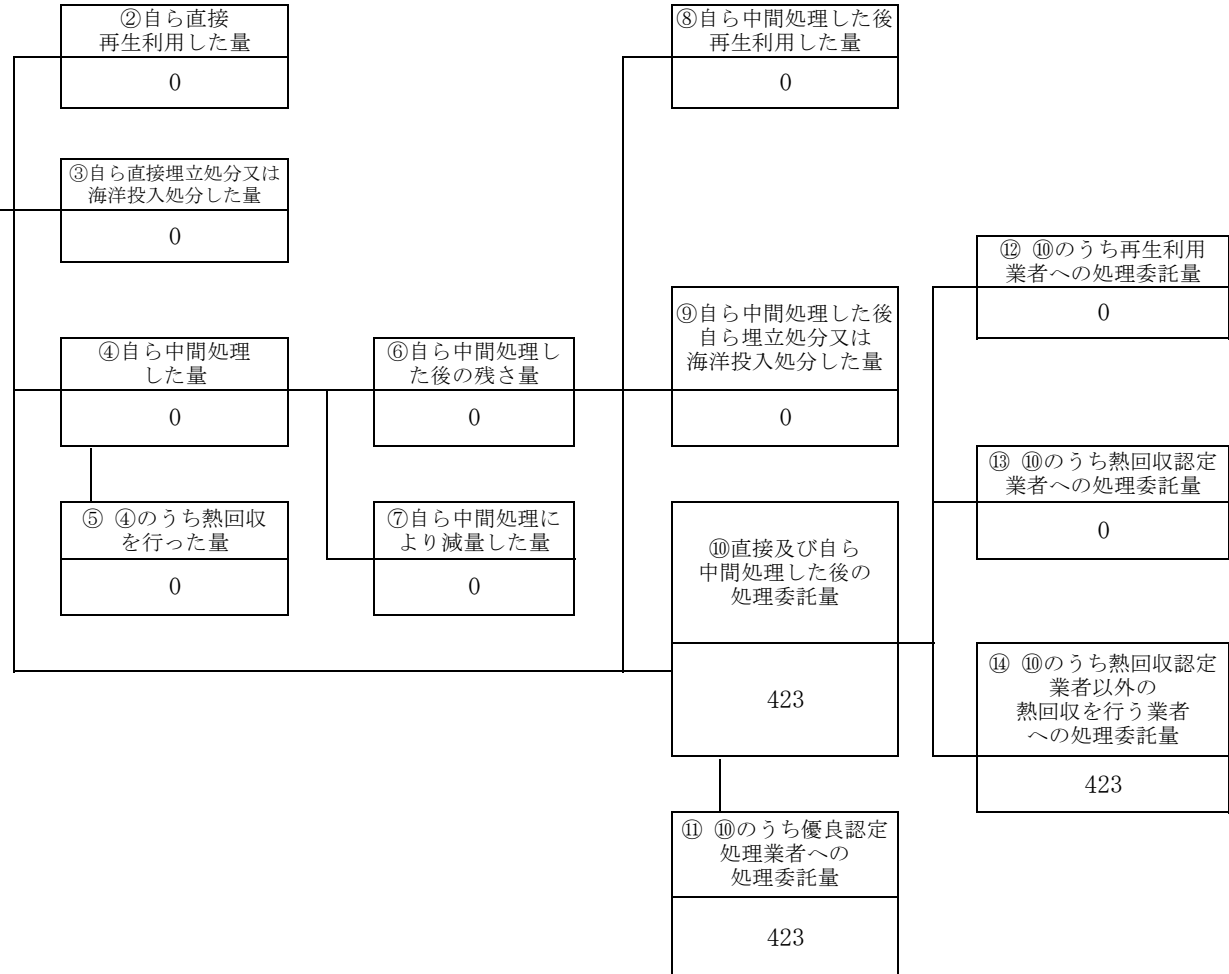 ②自ら直接
再生利用した量
0
③自ら直接埋立処分又は
海洋投入処分した量
0
④自ら中間処理
した量
0
⑤ ④のうち熱回収
を行った量
0
⑥自ら中間処理し
た後の残さ量
0
⑦自ら中間処理に
より減量した量
0
⑧自ら中間処理した後
再生利用した量
0
⑨自ら中間処理した後
自ら埋立処分又は
海洋投入処分した量
0
⑩直接及び自ら
中間処理した後の
処理委託量
423
⑪ ⑩のうち優良認定
処理業者への
処理委託量
423
⑫ ⑩のうち再生利用
業者への処理委託量
0
⑬ ⑩のうち熱回収認定
業者への処理委託量
0
⑭ ⑩のうち熱回収認定
業者以外の
熱回収を行う業者
への処理委託量
423